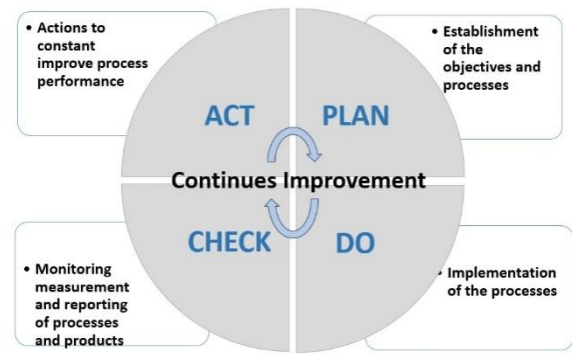 • Actions to
constant
improve process
performance
• Establishment
of the
objectives and
processes
ACT
PLAN
Continues Improvement
CHECK
DO
• Monitoring
measurement
and reporting
of processes
and products
• Implementation
of the processes